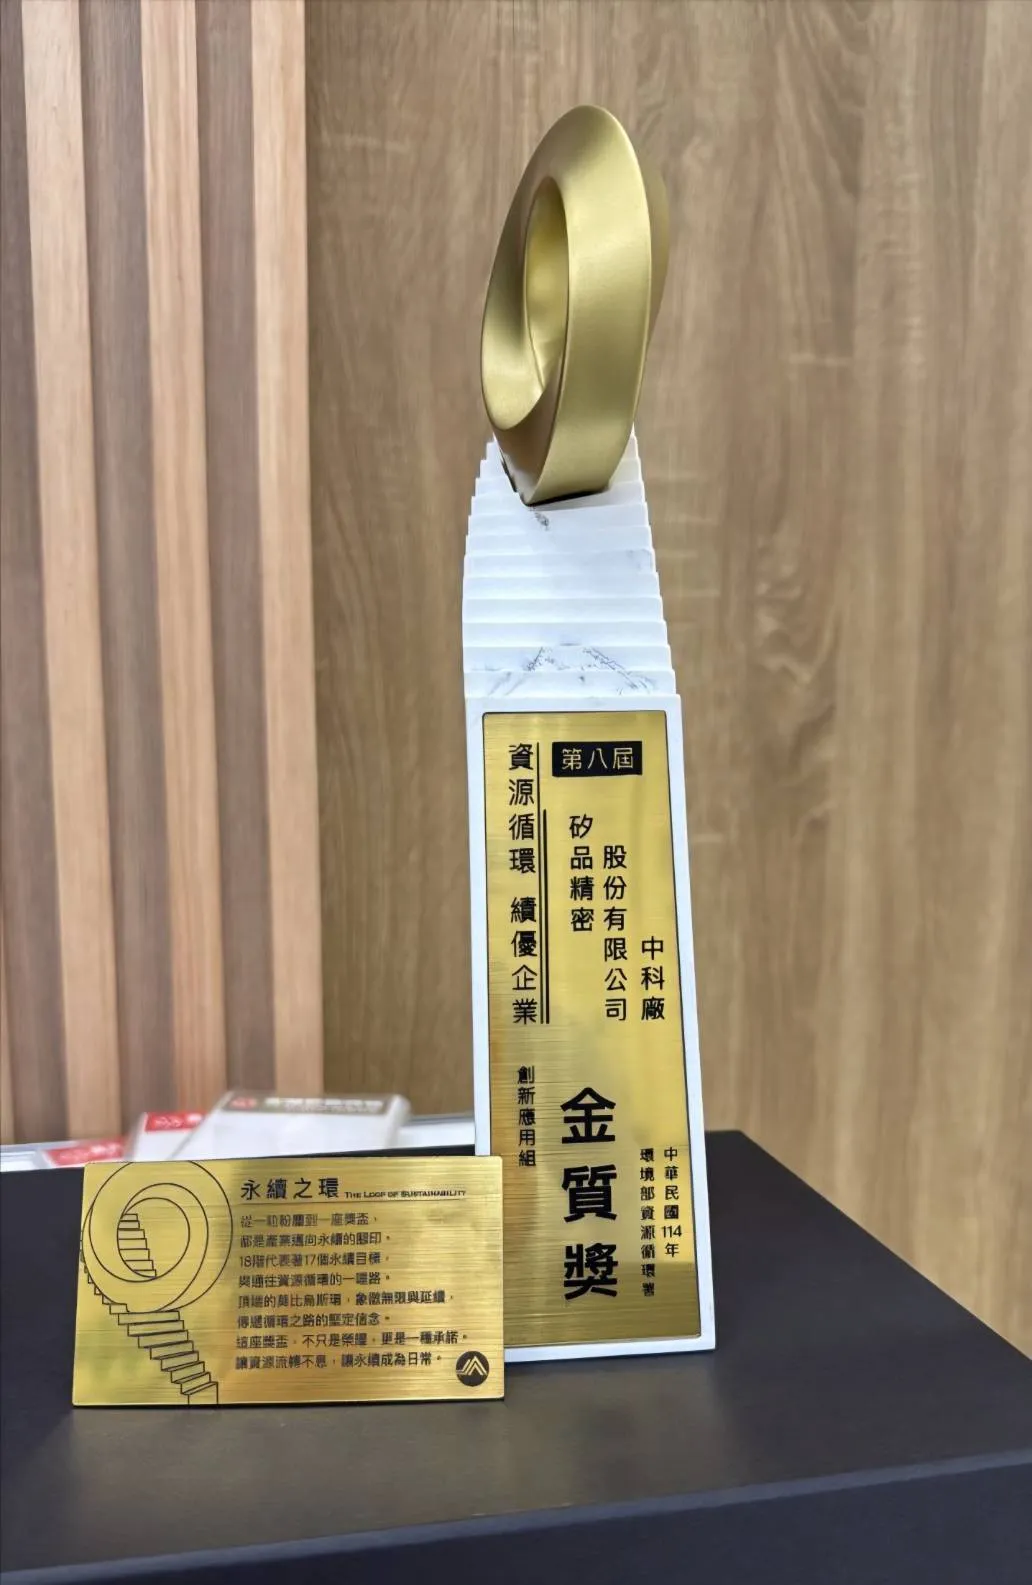 第八屆
資源循環 績優企業
創新應用組
矽品精密
股份有限公司
中科廠
金質獎
環境部資源循環署
中華民國114年
永續之環 THE LOOP OF SUSTAINABILITY
從一粒粉塵到一座獎盃，
都是產業邁向永續的腳印。
18階代表著17個永續目標，
與通往資源循環的一哩路。
頂端的莫比烏斯環，象徵無限與延續，
傳遞循環之路的堅定信念。
這座獎盃，不只是榮耀，更是一種承諾。
讓資源流轉不息，讓永續成為日常。